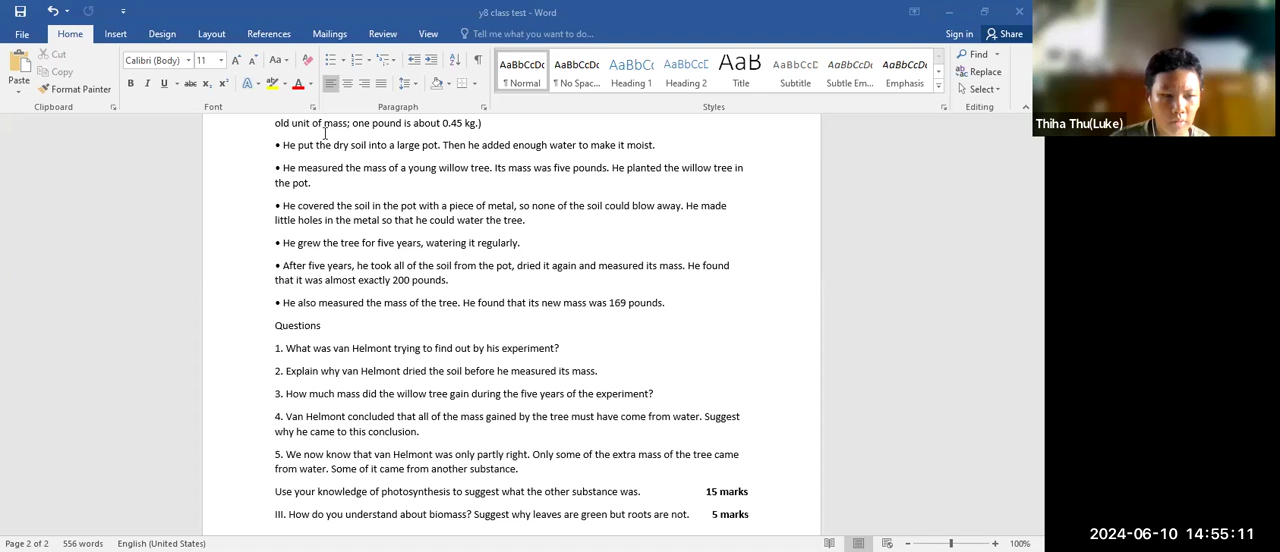 y8 class test - Word
File Home Insert Design Layout References Mailings Review View Tell me what you want to do... Sign in Share
Paste Cut Calibri (Body) 11 Aa AaBbCcDc AaBbCcDc AaBbCc AaBbCc AaB AaBbCcD AaBbCcDc AaBbCcDc Find
Copy Replace
Format Painter B I U abc x₂ x² A ab A ¶ Normal ¶ No Spac... Heading 1 Heading 2 Title Subtitle Subtle Em... Emphasis Select
Clipboard Font Paragraph Styles Editing
Thiha Thu(Luke)
old unit of mass; one pound is about 0.45 kg.)
• He put the dry soil into a large pot. Then he added enough water to make it moist.
• He measured the mass of a young willow tree. Its mass was five pounds. He planted the willow tree in
the pot.
• He covered the soil in the pot with a piece of metal, so none of the soil could blow away. He made
little holes in the metal so that he could water the tree.
• He grew the tree for five years, watering it regularly.
• After five years, he took all of the soil from the pot, dried it again and measured its mass. He found
that it was almost exactly 200 pounds.
• He also measured the mass of the tree. He found that its new mass was 169 pounds.
Questions
1. What was van Helmont trying to find out by his experiment?
2. Explain why van Helmont dried the soil before he measured its mass.
3. How much mass did the willow tree gain during the five years of the experiment?
4. Van Helmont concluded that all of the mass gained by the tree must have come from water. Suggest
why he came to this conclusion.
5. We now know that van Helmont was only partly right. Only some of the extra mass of the tree came
from water. Some of it came from another substance.
Use your knowledge of photosynthesis to suggest what the other substance was. 15 marks
III. How do you understand about biomass? Suggest why leaves are green but roots are not. 5 marks
2024-06-10 14:55:11
Page 2 of 2 556 words English (United States) 100%